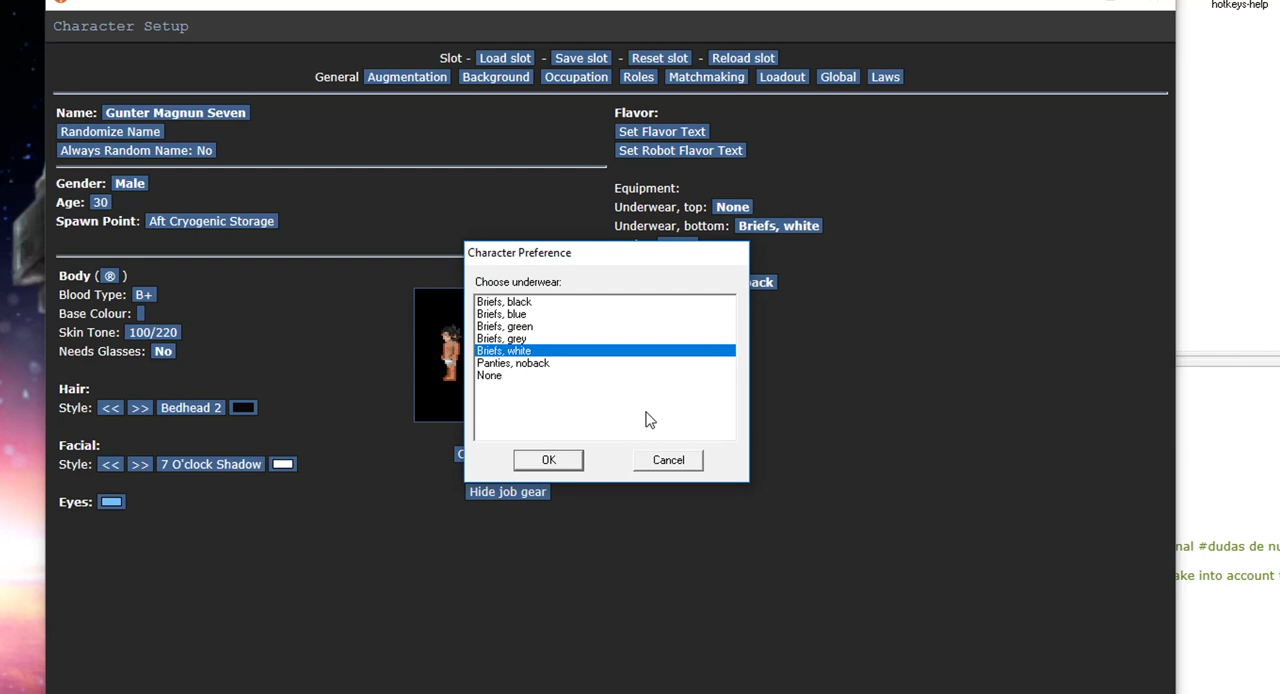 hotkeys-help
Character Setup
Slot - Load slot - Save slot - Reset slot - Reload slot
General Augmentation Background Occupation Roles Matchmaking Loadout Global Laws
Name: Gunter Magnun Seven
Randomize Name
Always Random Name: No
Gender: Male
Age: 30
Spawn Point: Aft Cryogenic Storage
Body (® )
Blood Type: B+
Base Colour:
Skin Tone: 100/220
Needs Glasses: No
Hair:
Style: << >> Bedhead 2
Facial:
Style: << >> 7 O'clock Shadow
Eyes:
Flavor:
Set Flavor Text
Set Robot Flavor Text
Equipment:
Underwear, top: None
Underwear, bottom: Briefs, white
Character Preference
Choose underwear:
Briefs, black
Briefs, blue
Briefs, green
Briefs, grey
Briefs, white
Panties, noback
None
OK Cancel
Hide job gear
#dudas de
into account